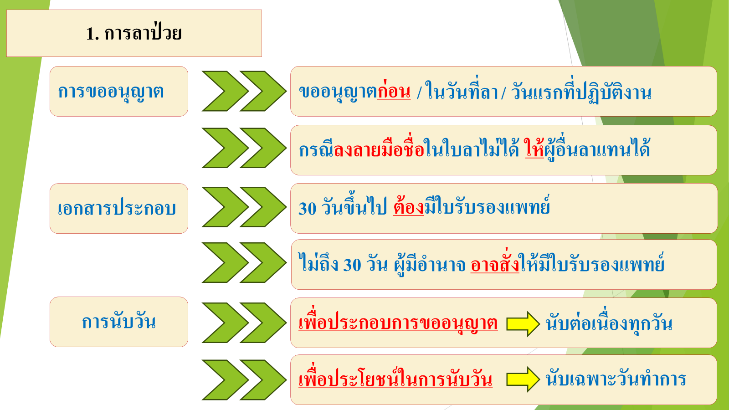 1. การลาป่วย
การขออนุญาต
ขออนุญาตก่อน / ในวันที่ลา / วันแรกที่ปฏิบัติงาน
กรณีลงลายมือชื่อในใบลาไม่ได้ ให้ผู้อื่นลาแทนได้
เอกสารประกอบ
30 วันขึ้นไป ต้องมีใบรับรองแพทย์
ไม่ถึง 30 วัน ผู้มีอำนาจ อาจสั่งให้มีใบรับรองแพทย์
การนับวัน
เพื่อประกอบการขออนุญาต นับต่อเนื่องทุกวัน
เพื่อประโยชน์ในการนับวัน นับเฉพาะวันทำการ